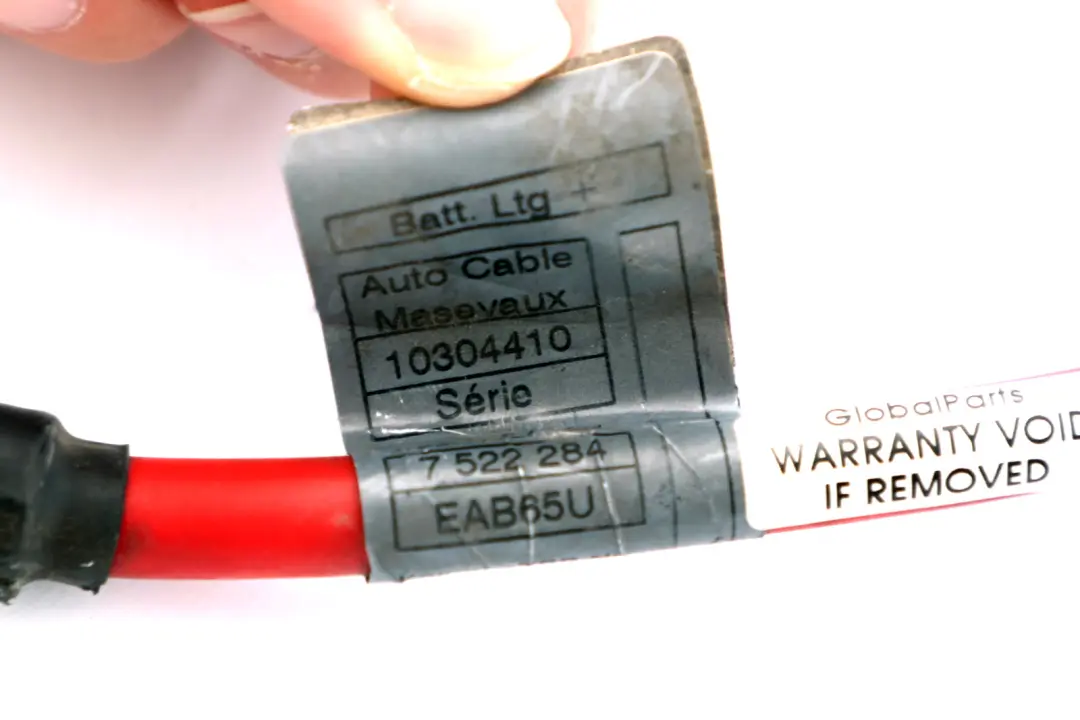 Batt. Ltg +
Auto Cable
Masevaux
10304410
Série
7 522 284
EAB65U
GlobalParts
WARRANTY VOID
IF REMOVED